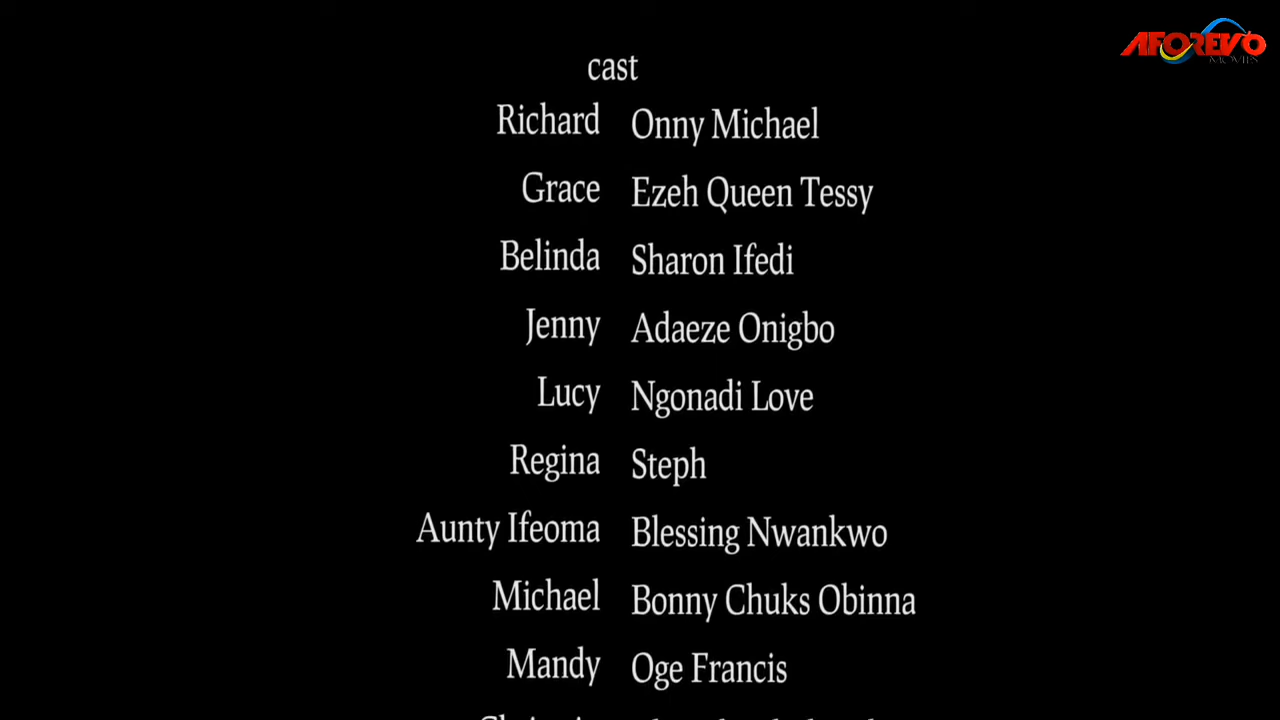 AFOREVO
MOVIES
cast
Richard Onny Michael
Grace Ezeh Queen Tessy
Belinda Sharon Ifedi
Jenny Adaeze Onigbo
Lucy Ngonadi Love
Regina Steph
Aunty Ifeoma Blessing Nwankwo
Michael Bonny Chuks Obinna
Mandy Oge Francis